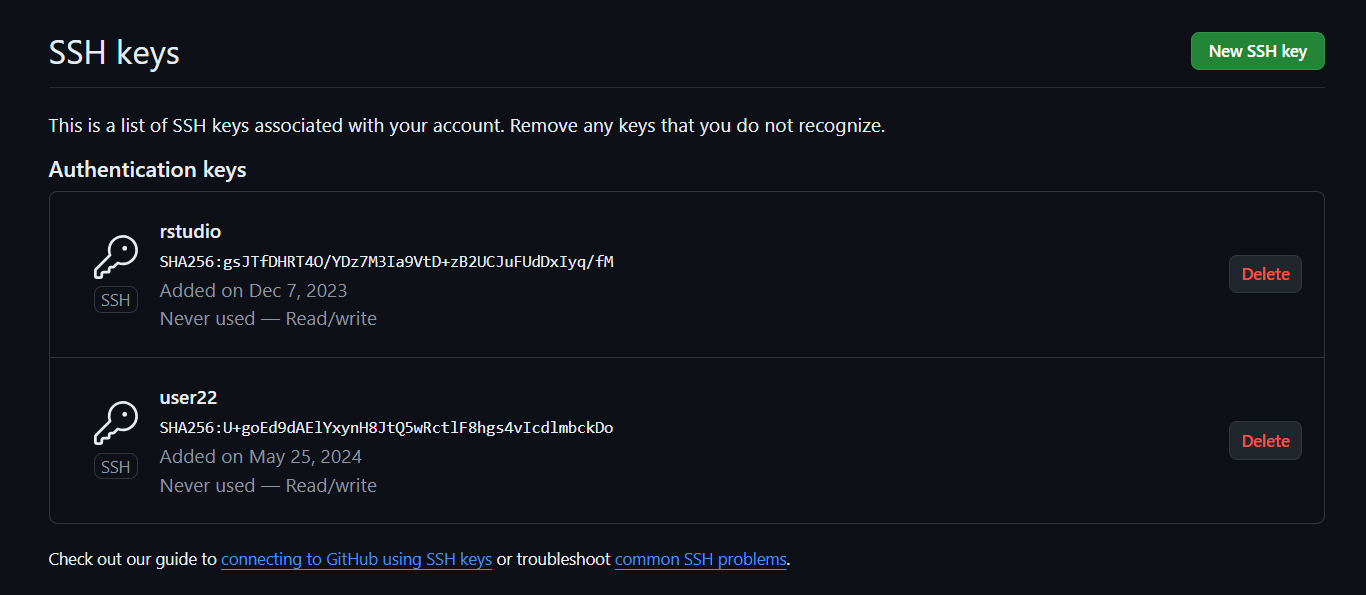 SSH keys
New SSH key
This is a list of SSH keys associated with your account. Remove any keys that you do not recognize.
Authentication keys
rstudio
SHA256:gsJTfDHRT4O/YDz7M3Ia9VtD+zB2UCJuFUdDxIyq/fM
Added on Dec 7, 2023
Never used — Read/write
SSH
Delete
user22
SHA256:U+goEd9dAElYxynH8JtQ5wRctlF8hgs4vIcdlmbckDo
Added on May 25, 2024
Never used — Read/write
SSH
Delete
Check out our guide to connecting to GitHub using SSH keys or troubleshoot common SSH problems.